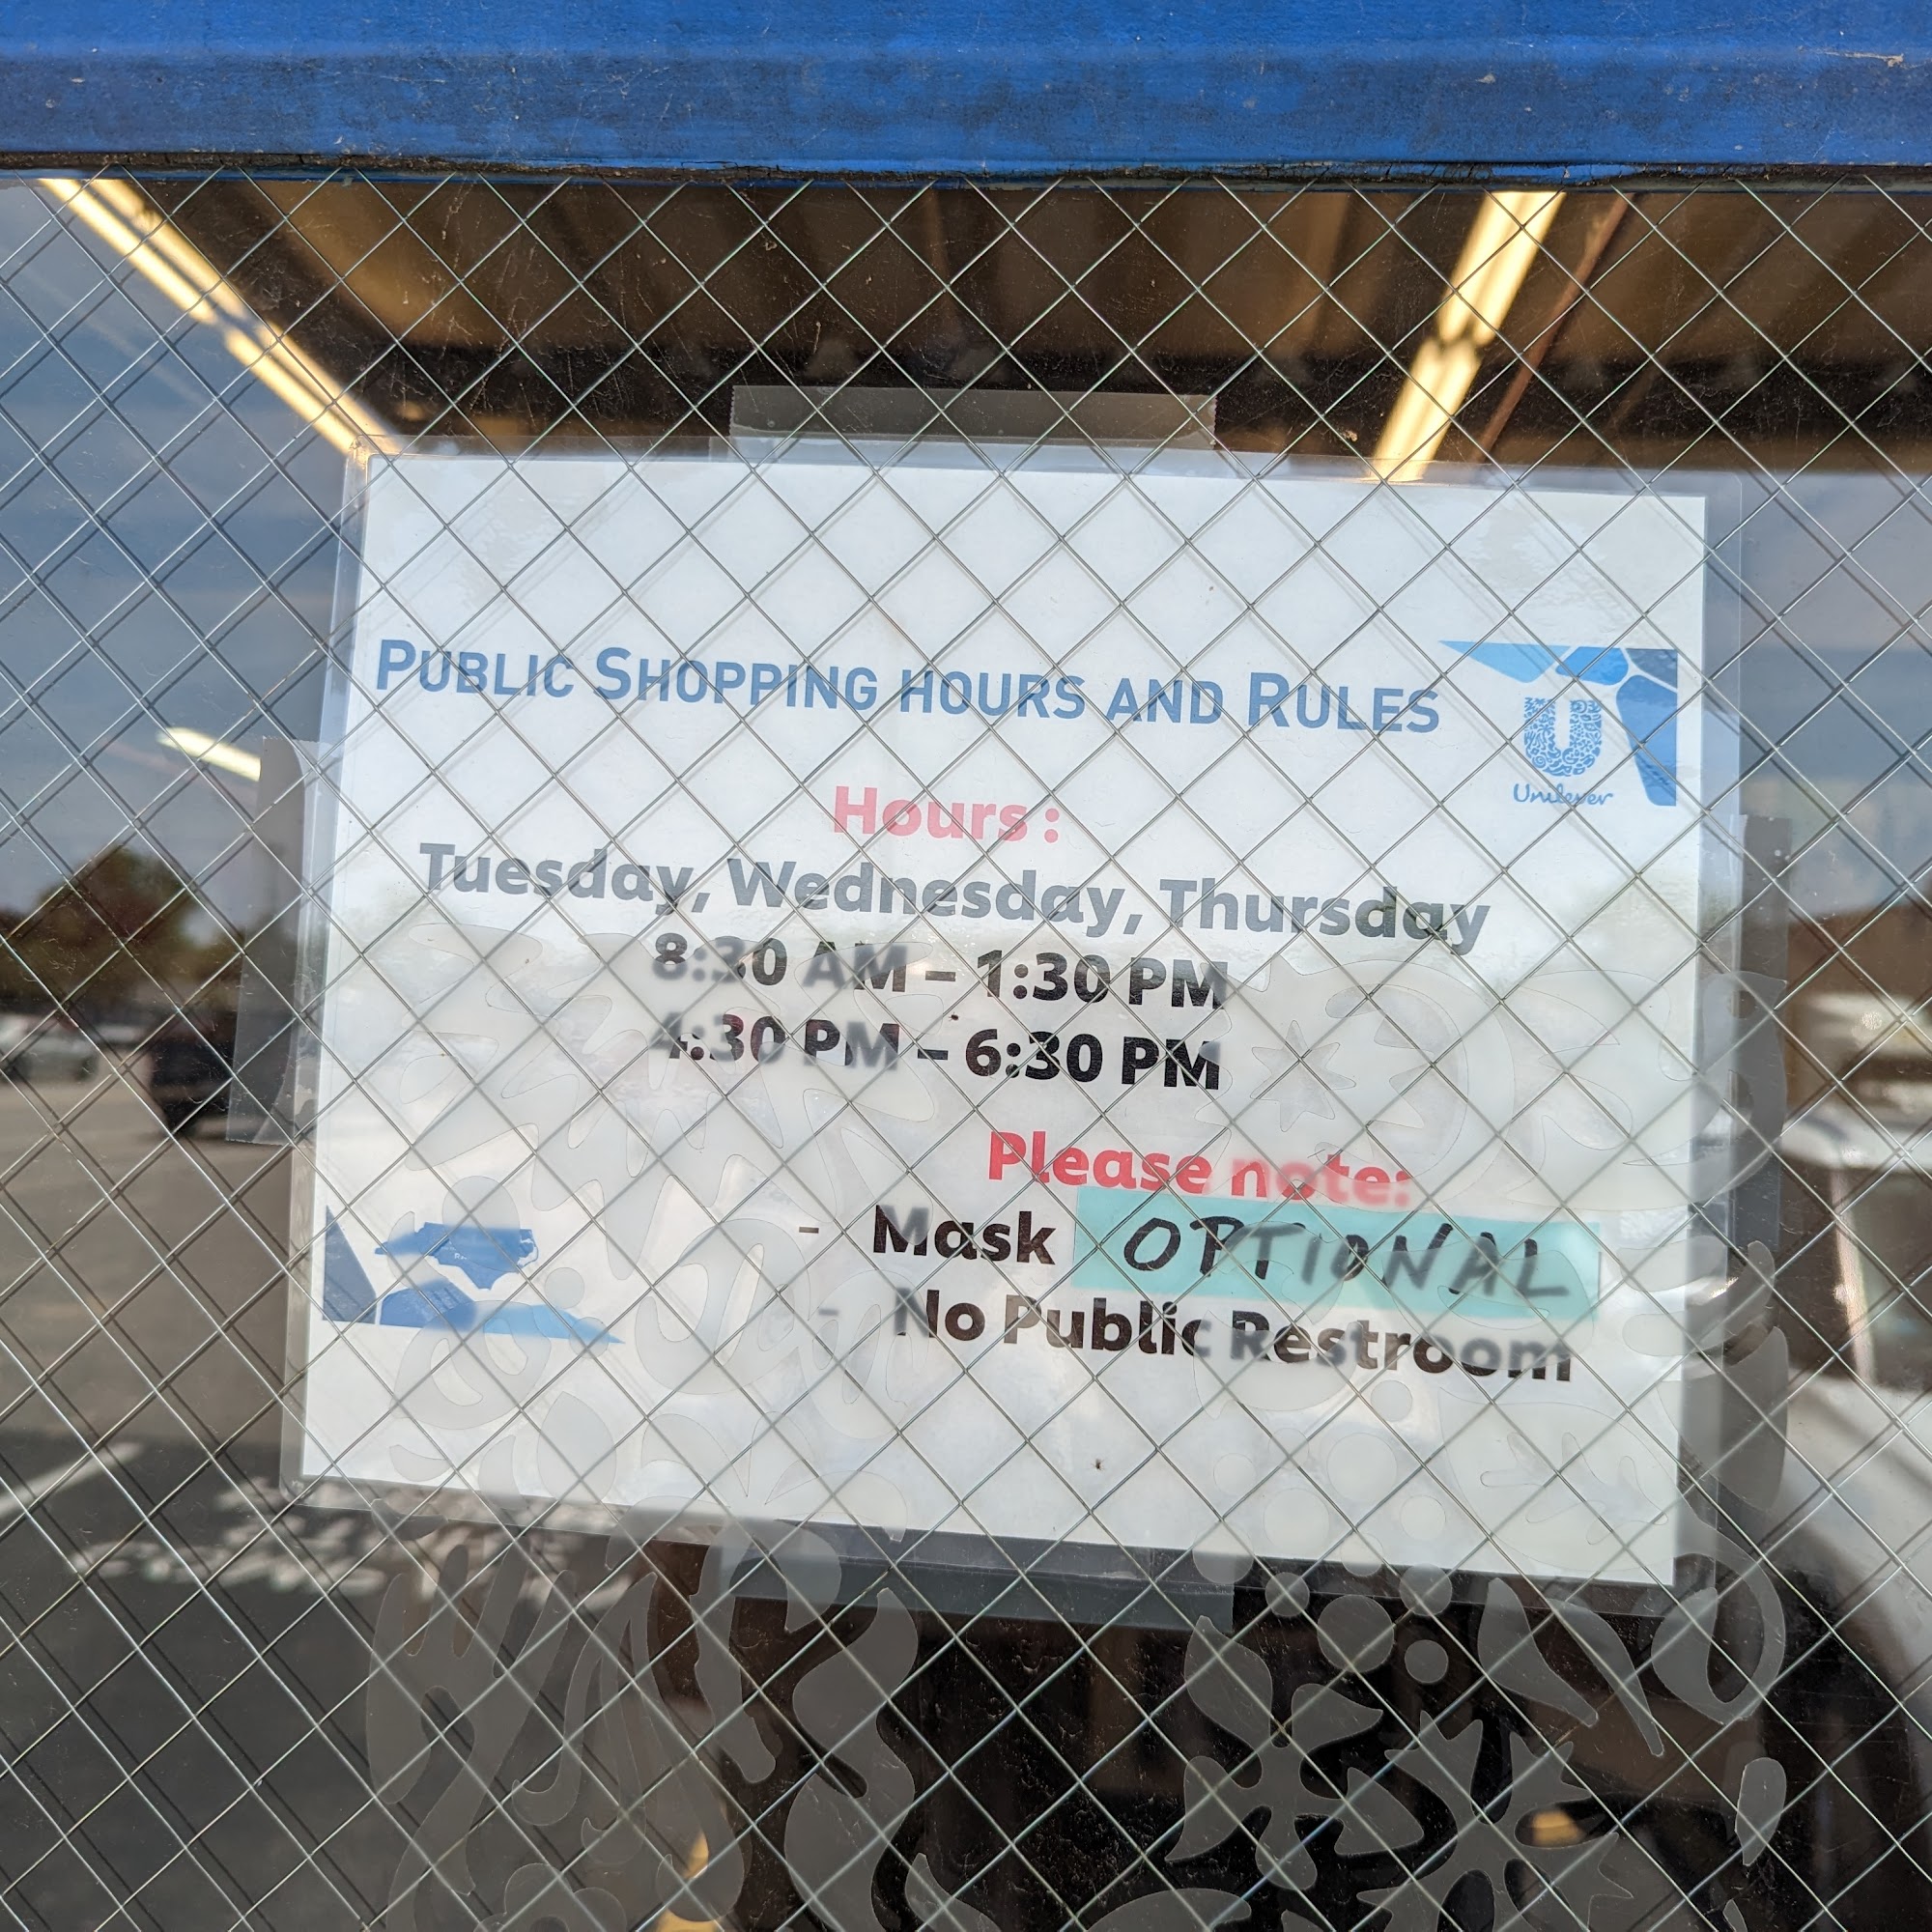 PUBLIC SHOPPING HOURS AND RULES
Unilever
Hours:
Tuesday, Wednesday, Thursday
8:30 AM – 1:30 PM
4:30 PM – 6:30 PM
Please note:
- Mask OPTIONAL
- No Public Restroom